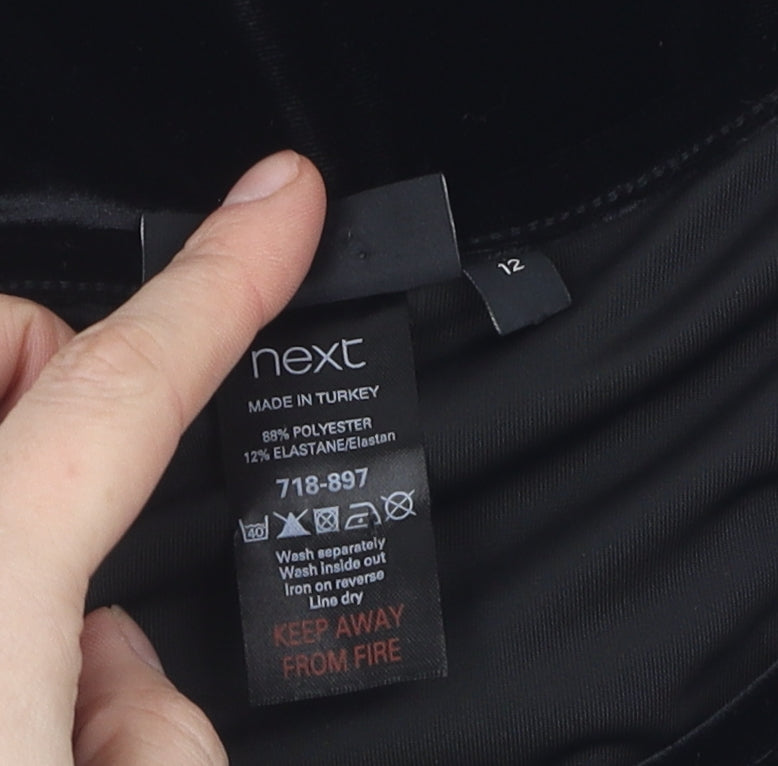 12
next
MADE IN TURKEY
88% POLYESTER
12% ELASTANE/Elastan
718-897
40
Wash separately
Wash inside out
Iron on reverse
Line dry
KEEP AWAY
FROM FIRE